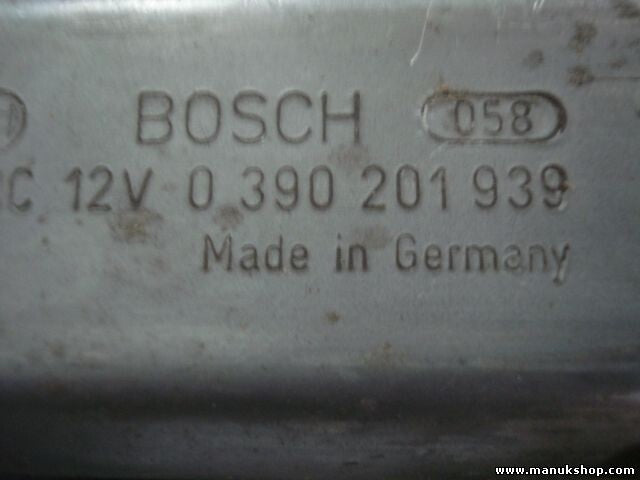 BOSCH 058
C 12V 0 390 201 939
Made in Germany
www.manukshop.com